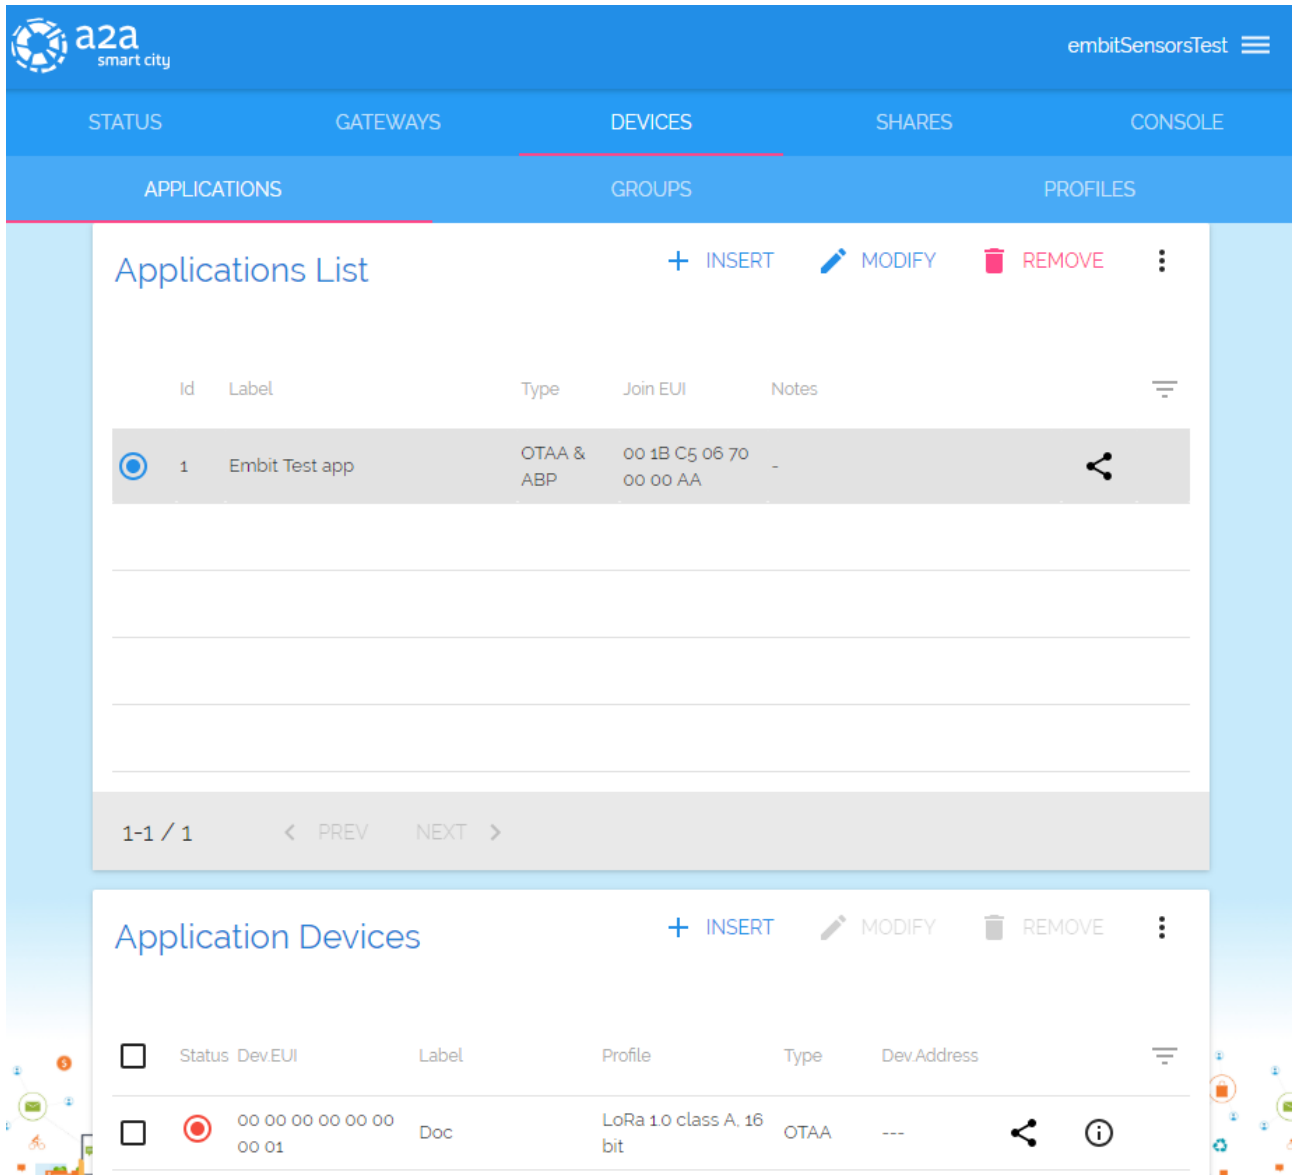 a2a
smart city
embitSensorsTest
STATUS GATEWAYS DEVICES SHARES CONSOLE
APPLICATIONS GROUPS PROFILES
Applications List + INSERT MODIFY REMOVE
Id Label Type Join EUI Notes
1 Embit Test app OTAA & ABP 00 1B C5 06 70 00 00 AA -
1-1 / 1 < PREV NEXT >
Application Devices + INSERT MODIFY REMOVE
Status Dev.EUI Label Profile Type Dev.Address
00 00 00 00 00 00 00 01 Doc LoRa 1.0 class A, 16 bit OTAA ---